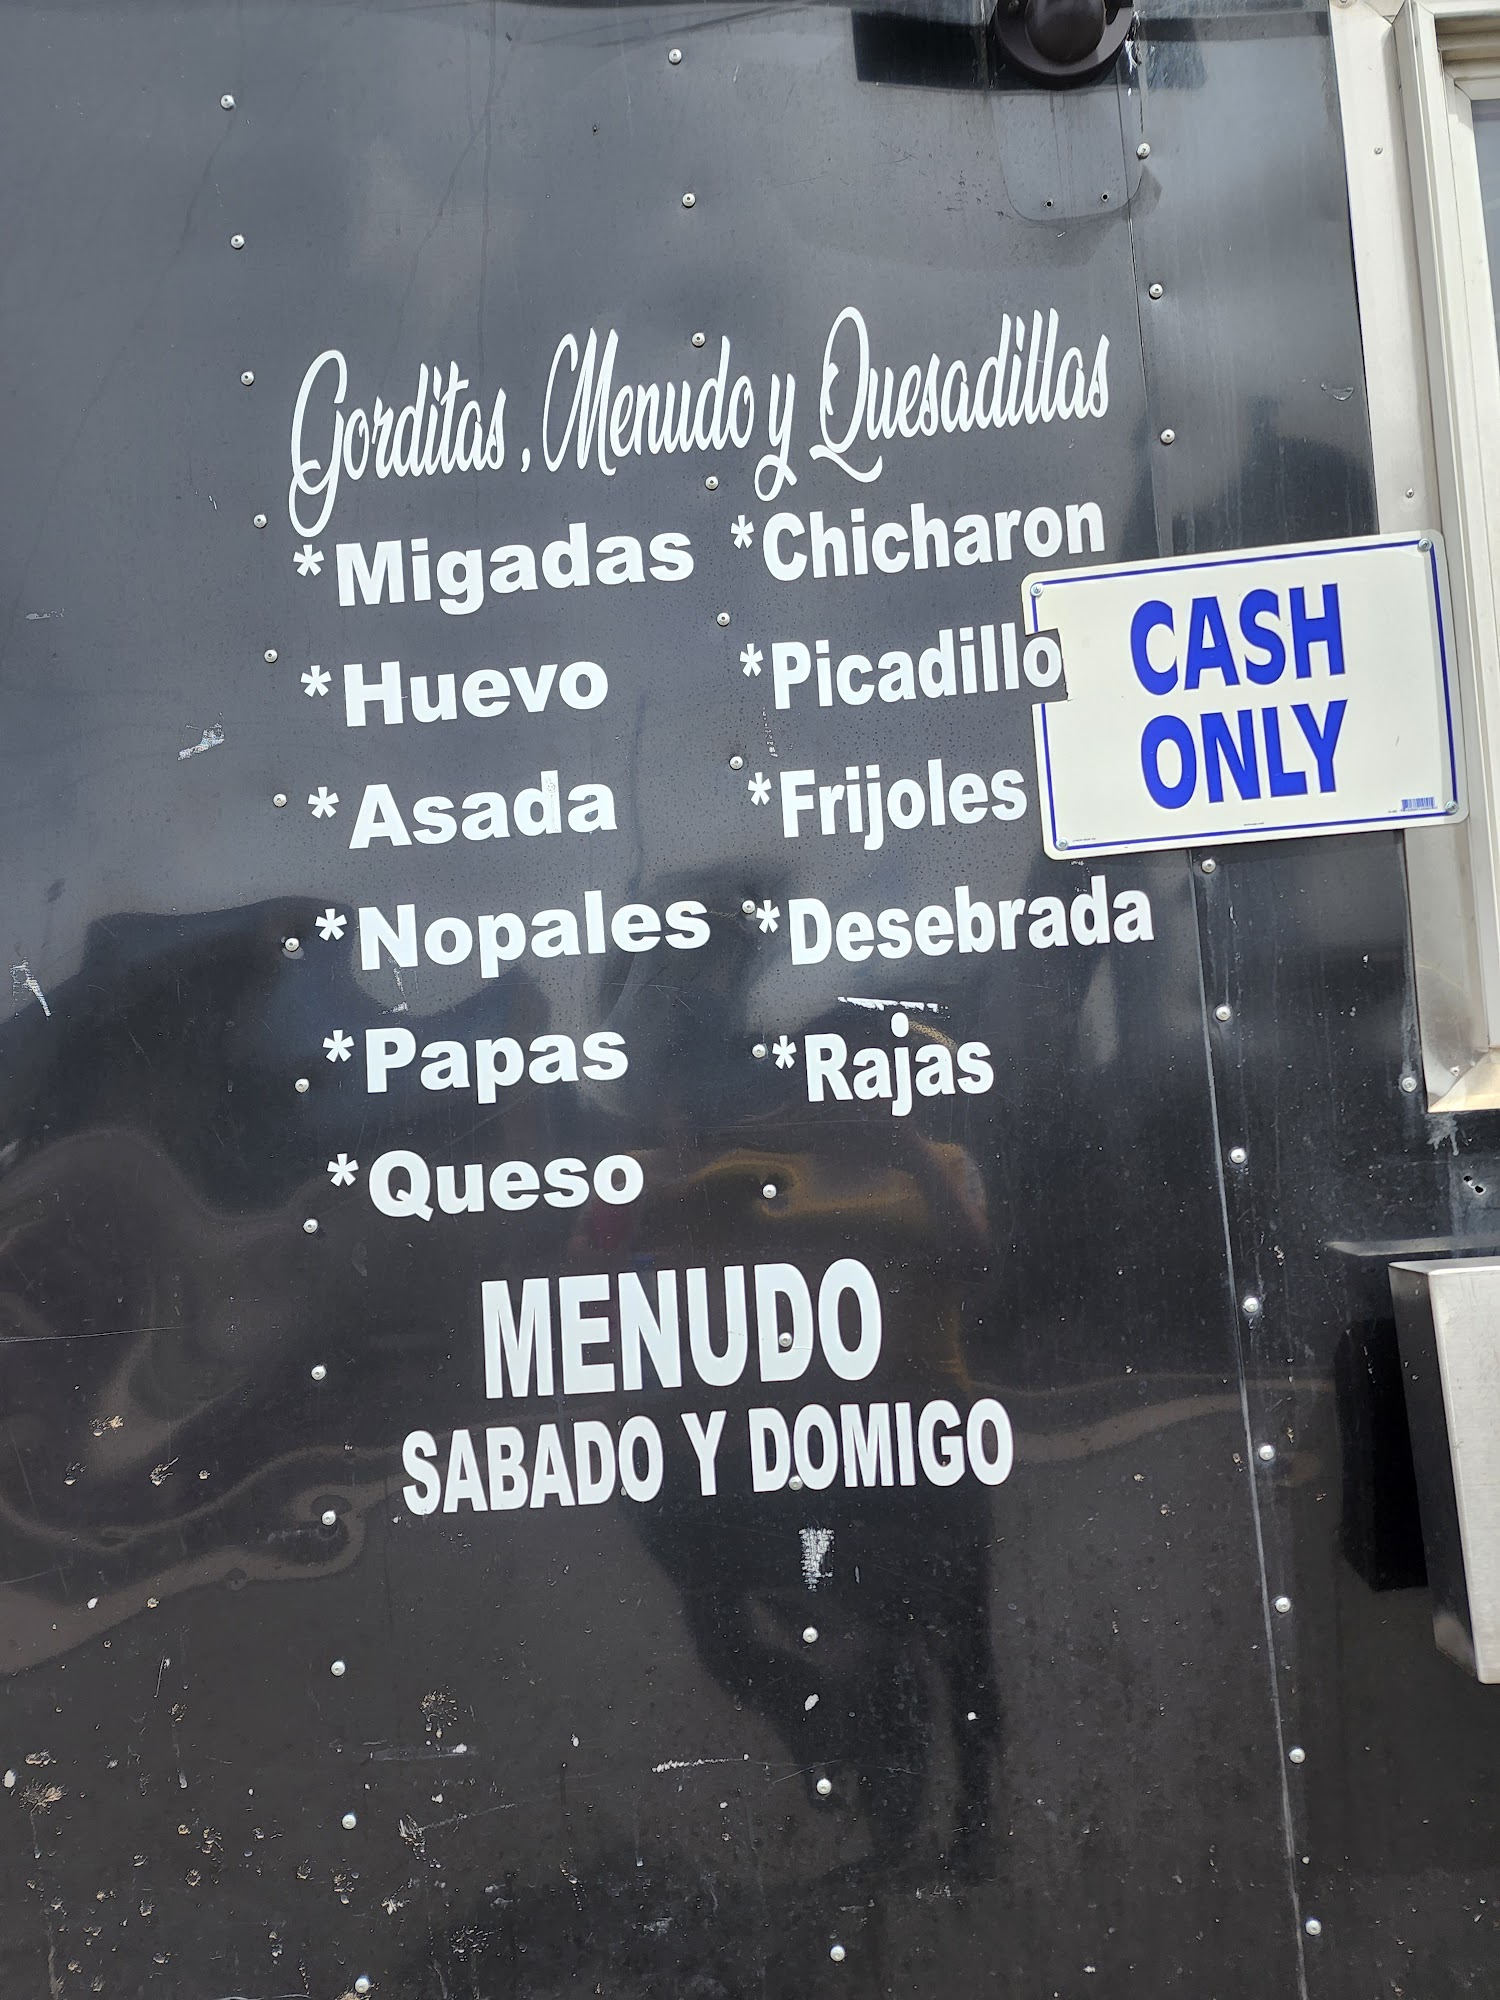 Gorditas, Menudo y Quesadillas
*Migadas
*Huevo
*Asada
*Nopales
*Papas
*Queso
*Chicharon
*Picadillo
*Frijoles
*Desebrada
*Rajas
CASH
ONLY
MENUDO
SABADO Y DOMIGO